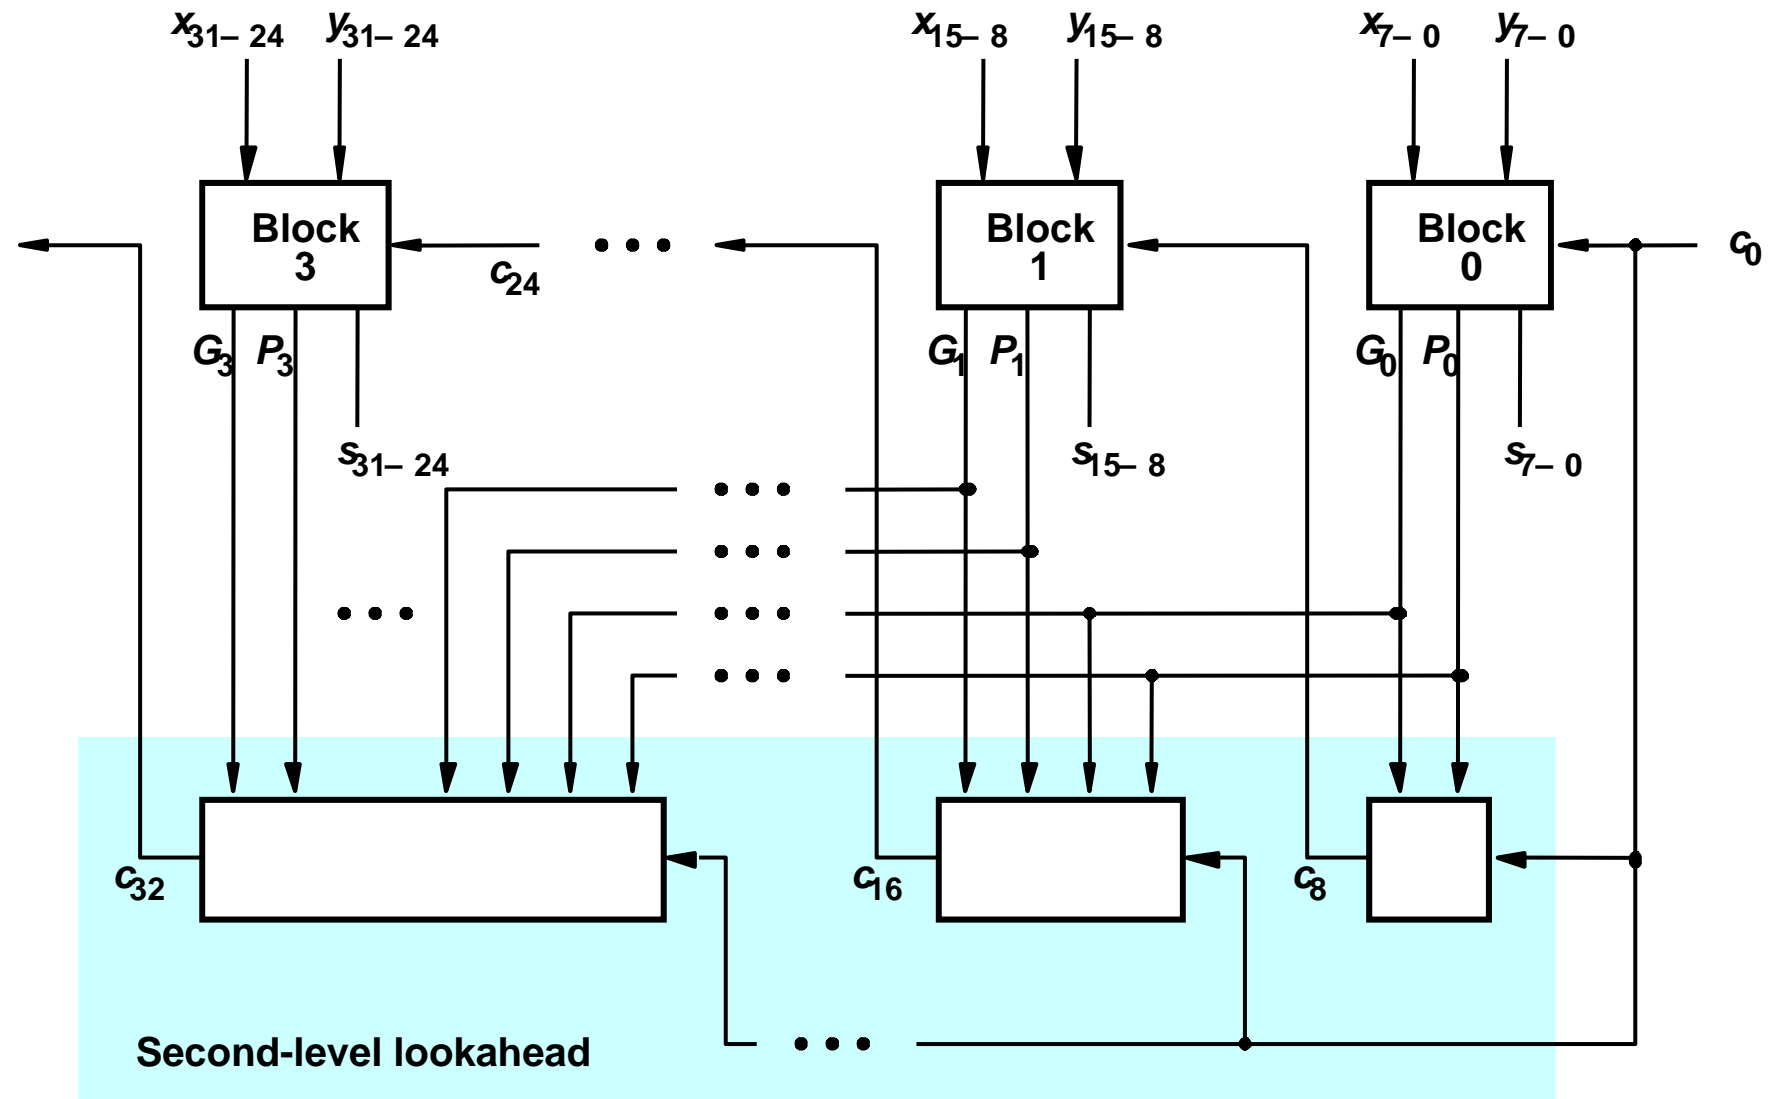 x31–24 y31–24 x15–8 y15–8 x7–0 y7–0
Block 3
Block 1
Block 0
c24
c0
G3 P3 G1 P1 G0 P0
s31–24 s15–8 s7–0
c32 c16 c8
Second-level lookahead